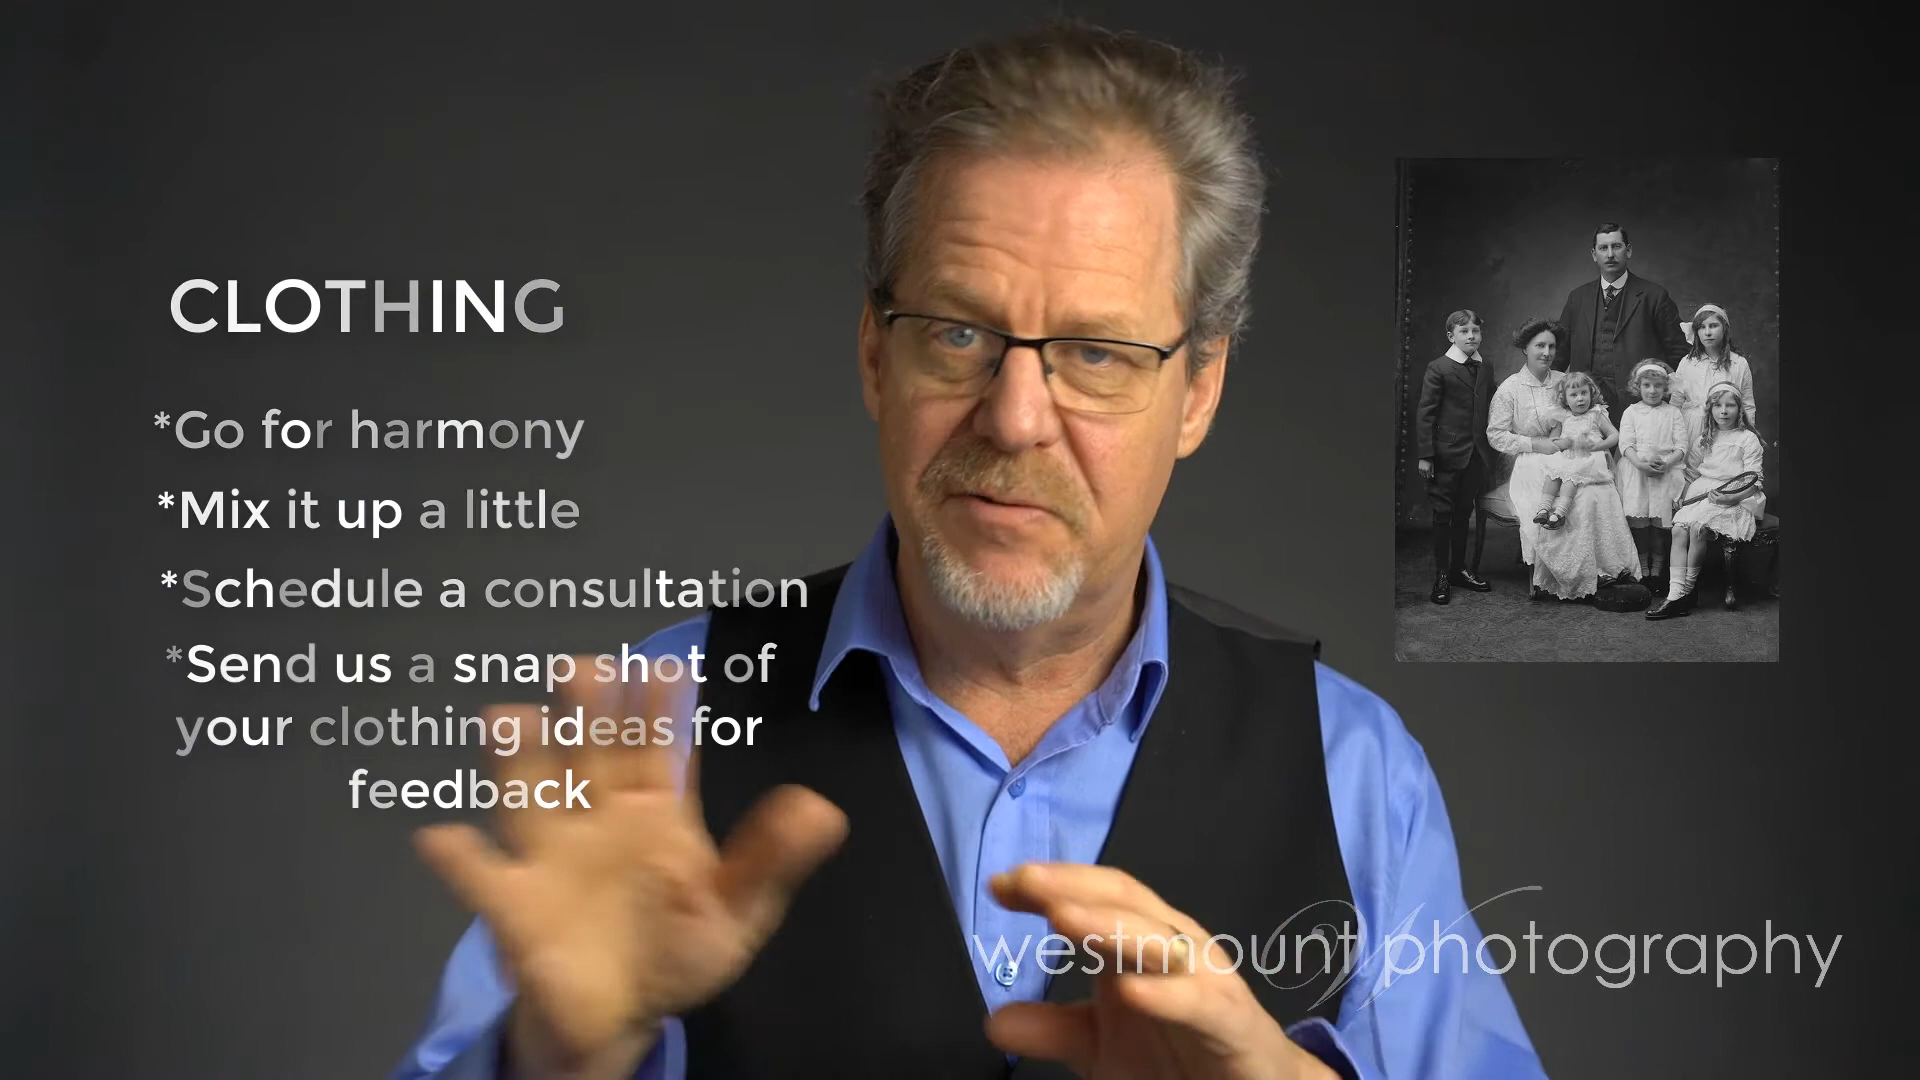 CLOTHING
*Go for harmony
*Mix it up a little
*Schedule a consultation
*Send us a snap shot of
your clothing ideas for
feedback
westmount photography